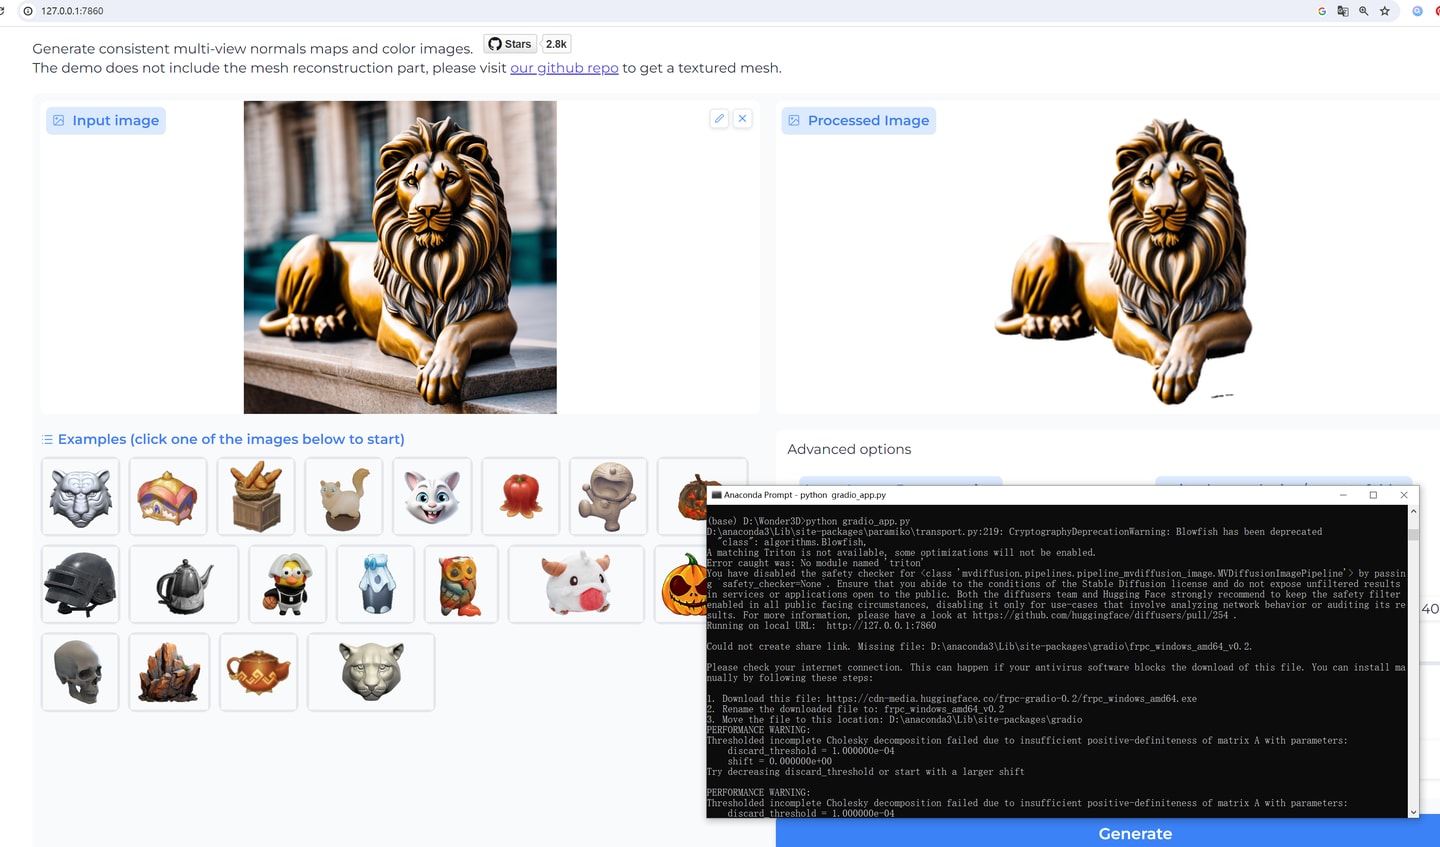 127.0.0.1:7860
Generate consistent multi-view normals maps and color images. Stars 2.8k
The demo does not include the mesh reconstruction part, please visit our github repo to get a textured mesh.
Input image
Processed Image
Examples (click one of the images below to start)
Advanced options
Anaconda Prompt - python  gradio_app.py
(base) D:\Wonder3D>python gradio_app.py
D:\anaconda3\Lib\site-packages\paramiko\transport.py:219: CryptographyDeprecationWarning: Blowfish has been deprecated
"class": algorithms.Blowfish,
A matching Triton is not available, some optimizations will not be enabled.
Error caught was: No module named 'triton'
You have disabled the safety checker for <class 'mvdiffusion.pipelines.pipeline_mvdiffusion_image.MVDiffusionImagePipeline'> by passin
g `safety_checker=None`. Ensure that you abide to the conditions of the Stable Diffusion license and do not expose unfiltered results
in services or applications open to the public. Both the diffusers team and Hugging Face strongly recommend to keep the safety filter
enabled in all public facing circumstances, disabling it only for use-cases that involve analyzing network behavior or auditing its re
sults. For more information, please have a look at https://github.com/huggingface/diffusers/pull/254 .
Running on local URL:  http://127.0.0.1:7860
Could not create share link. Missing file: D:\anaconda3\Lib\site-packages\gradio\frpc_windows_amd64_v0.2.
Please check your internet connection. This can happen if your antivirus software blocks the download of this file. You can install ma
nually by following these steps:
1. Download this file: https://cdn-media.huggingface.co/frpc-gradio-0.2/frpc_windows_amd64.exe
2. Rename the downloaded file to: frpc_windows_amd64_v0.2
3. Move the file to this location: D:\anaconda3\Lib\site-packages\gradio
PERFORMANCE WARNING:
Thresholded incomplete Cholesky decomposition failed due to insufficient positive-definiteness of matrix A with parameters:
discard_threshold = 1.000000e-04
shift = 0.000000e+00
Try decreasing discard_threshold or start with a larger shift
PERFORMANCE WARNING:
Thresholded incomplete Cholesky decomposition failed due to insufficient positive-definiteness of matrix A with parameters:
discard_threshold = 1.000000e-04
40
Generate